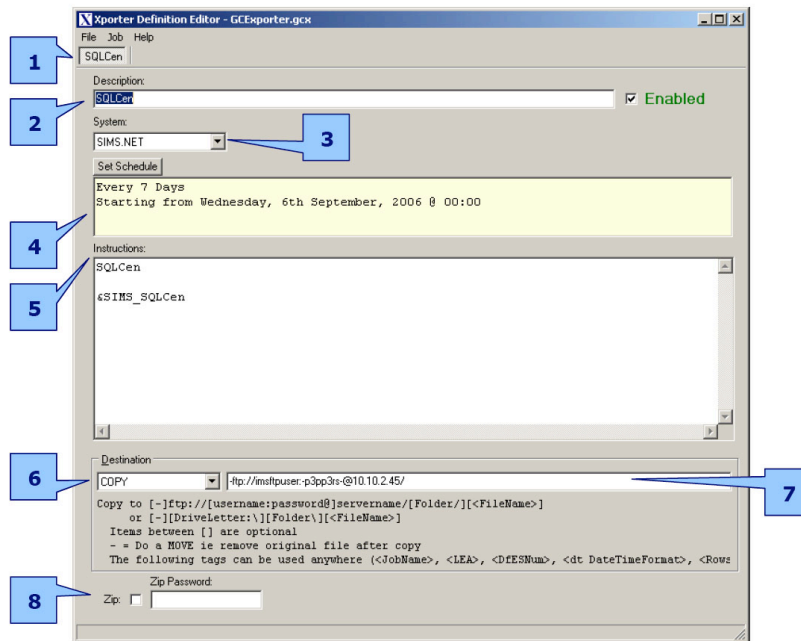 Xporter Definition Editor - GCExporter.gcx
File Job Help
1
SQLCen
Description:
2
SQLCen
Enabled
System:
SIMS.NET
3
Set Schedule
4
Every 7 Days
Starting from Wednesday, 6th September, 2006 @ 00:00
Instructions:
5
SQLCen
&SIMS_SQLCen
Destination
6
COPY
-ftp://imsftpuser:-p3pp3rs-@10.10.2.45/
7
Copy to [-]ftp://[username:password@]servername/[Folder/][<FileName>]
or [-][DriveLetter:\][Folder\][<FileName>]
Items between [] are optional
- = Do a MOVE ie remove original file after copy
The following tags can be used anywhere (<JobName>, <LEA>, <DfESNum>, <dt DateTimeFormat>, <Rows
Zip Password:
8
Zip: